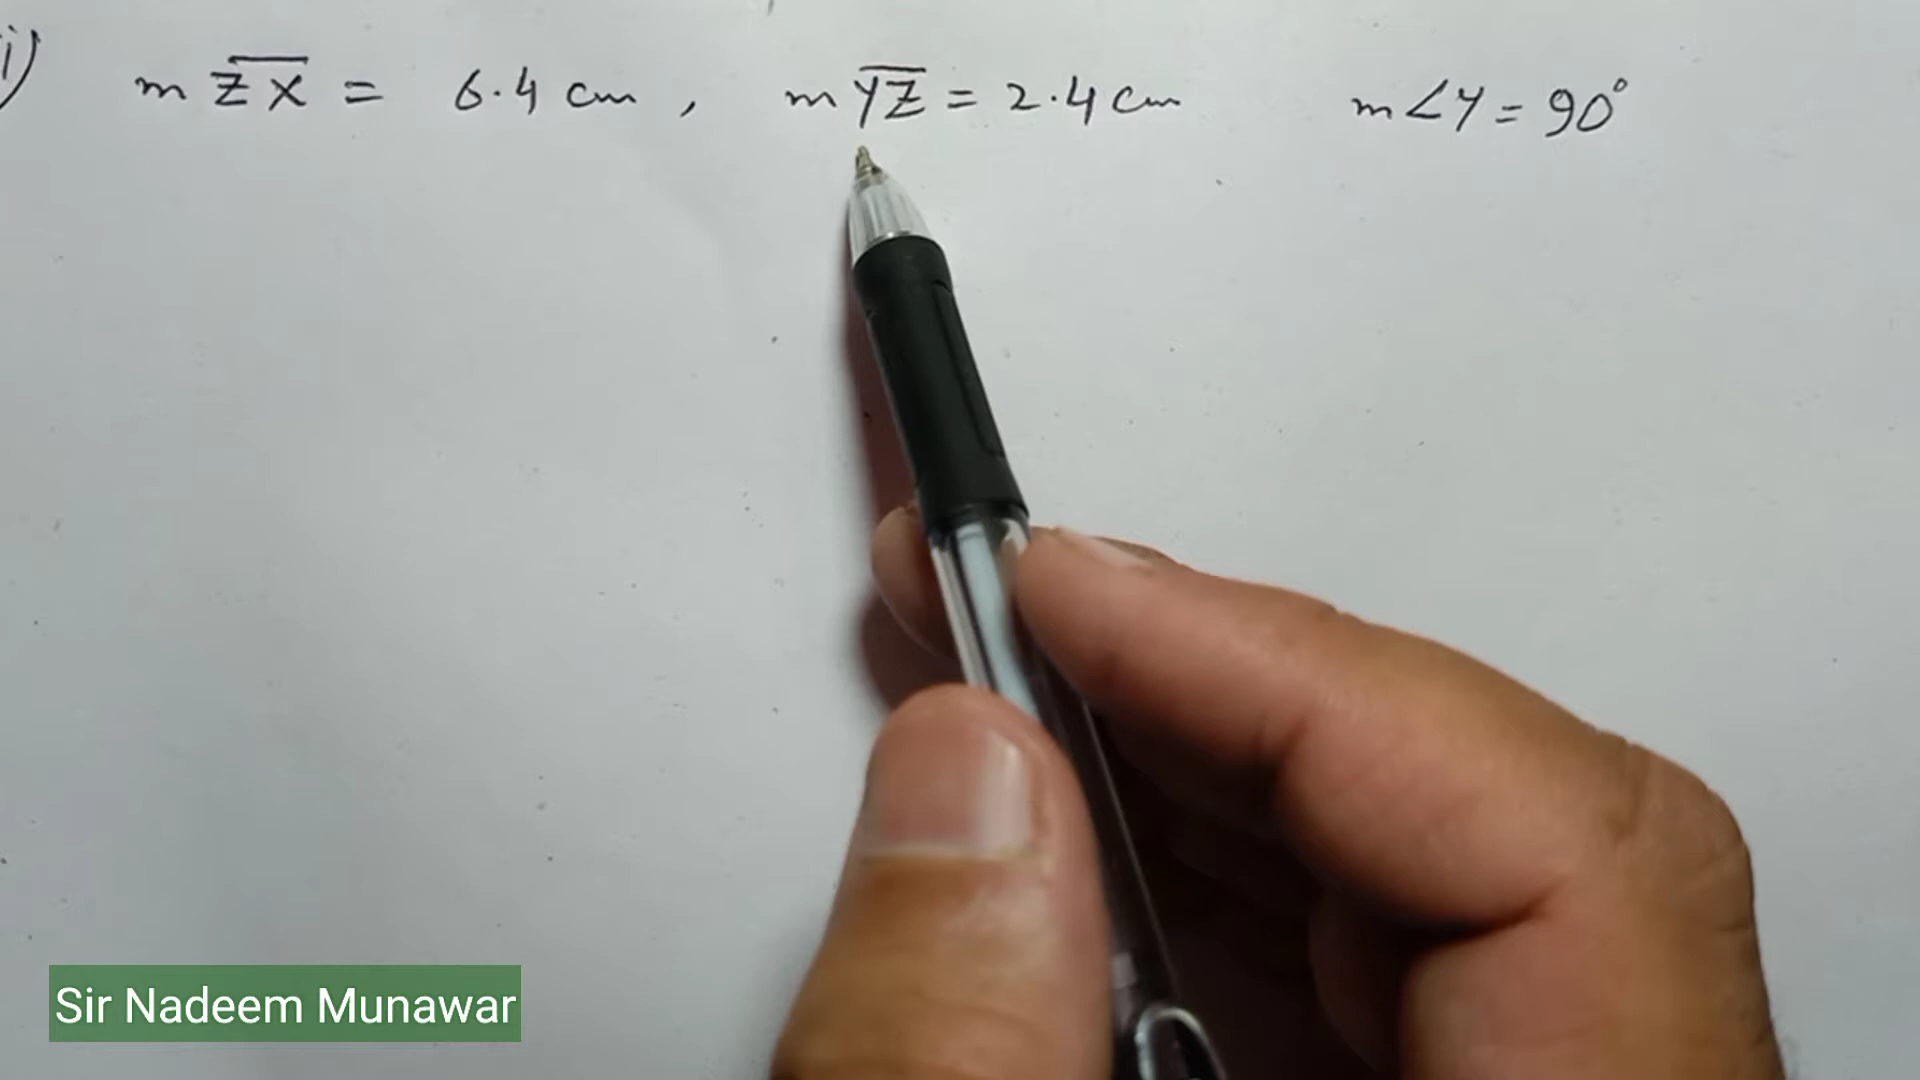 i) m ZX = 6.4 cm , m YZ = 2.4 cm m∠Y = 90°
Sir Nadeem Munawar